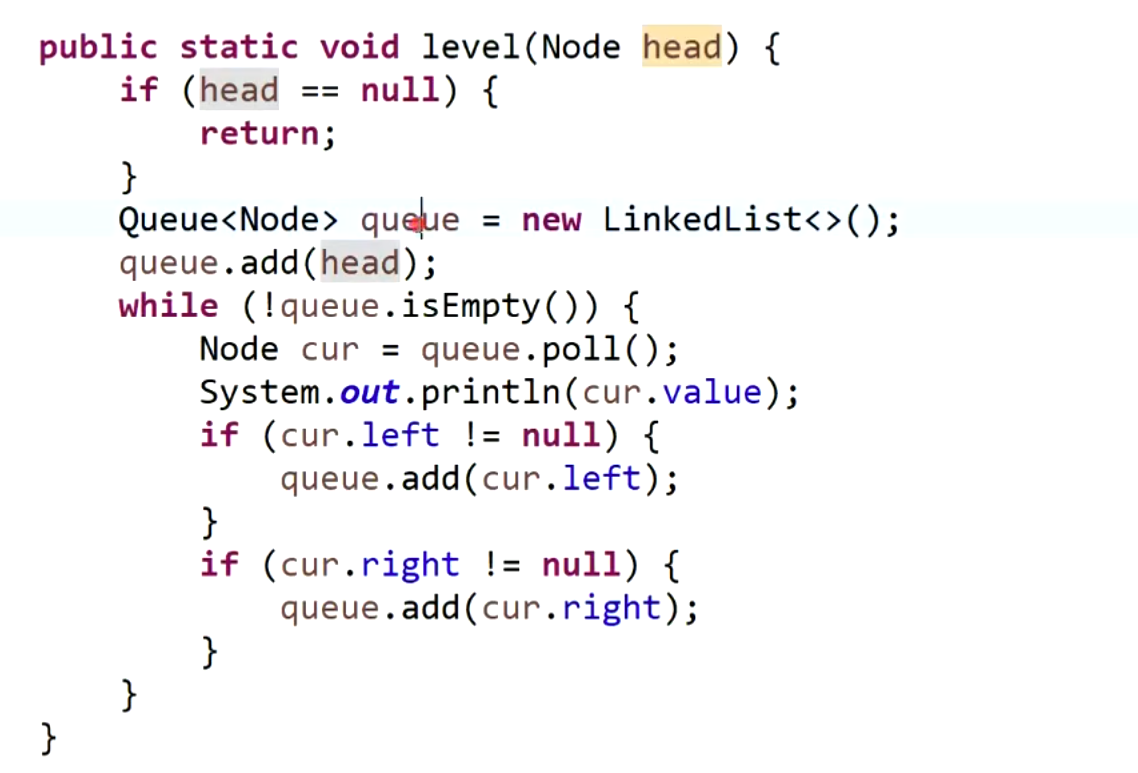 public static void level(Node head) {
    if (head == null) {
        return;
    }
    Queue<Node> queue = new LinkedList<>();
    queue.add(head);
    while (!queue.isEmpty()) {
        Node cur = queue.poll();
        System.out.println(cur.value);
        if (cur.left != null) {
            queue.add(cur.left);
        }
        if (cur.right != null) {
            queue.add(cur.right);
        }
    }
}